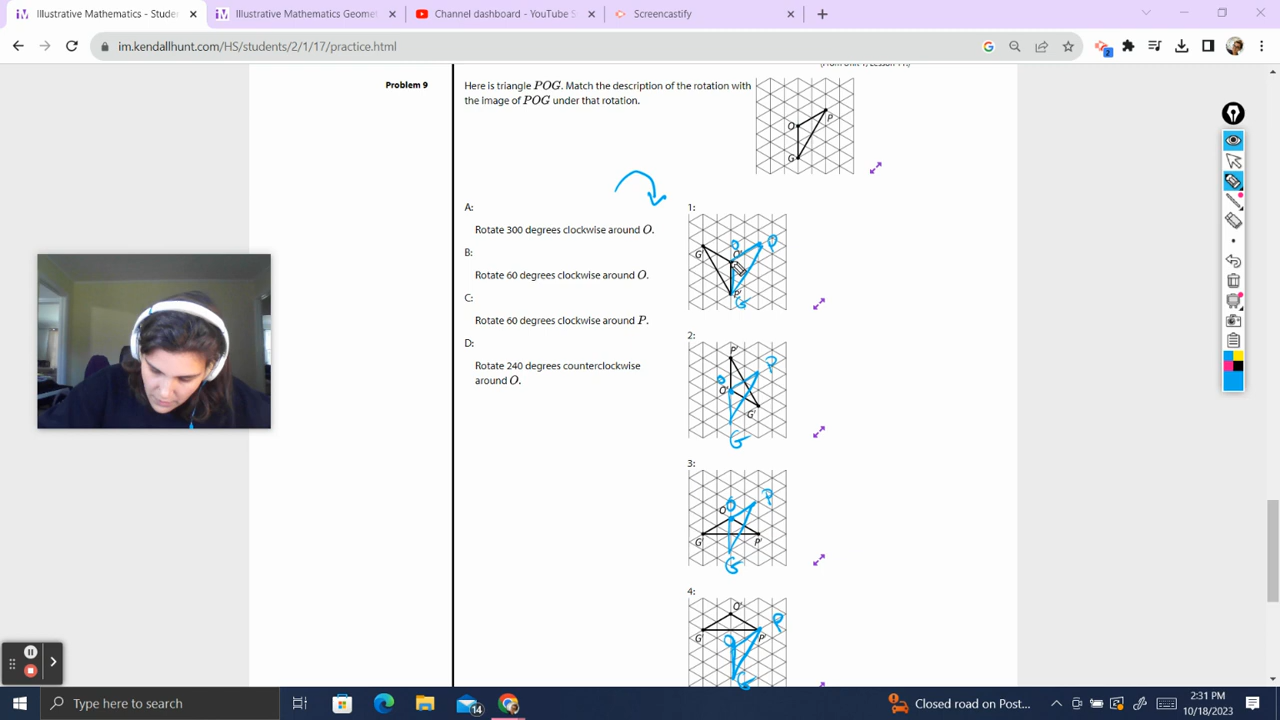 Illustrative Mathematics - Studen
Illustrative Mathematics Geomet
Channel dashboard - YouTube S
Screencastify
im.kendallhunt.com/HS/students/2/1/17/practice.html
Problem 9
Here is triangle POG. Match the description of the rotation with
the image of POG under that rotation.
O
P
G
A:
Rotate 300 degrees clockwise around O.
B:
Rotate 60 degrees clockwise around O.
C:
Rotate 60 degrees clockwise around P.
D:
Rotate 240 degrees counterclockwise
around O.
1:
O P
G' O'
P'
G
2:
P'
P
O
O'
G'
G
3:
P
O
O'
G' P'
G
4:
O'
P
G' P'
O
G
Type here to search
14
Closed road on Post...
2:31 PM
10/18/2023
2